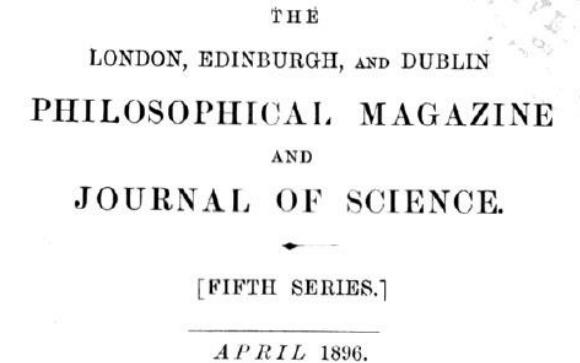 THE
LONDON, EDINBURGH, AND DUBLIN
PHILOSOPHICAL MAGAZINE
AND
JOURNAL OF SCIENCE.
[FIFTH SERIES.]
APRIL 1896.